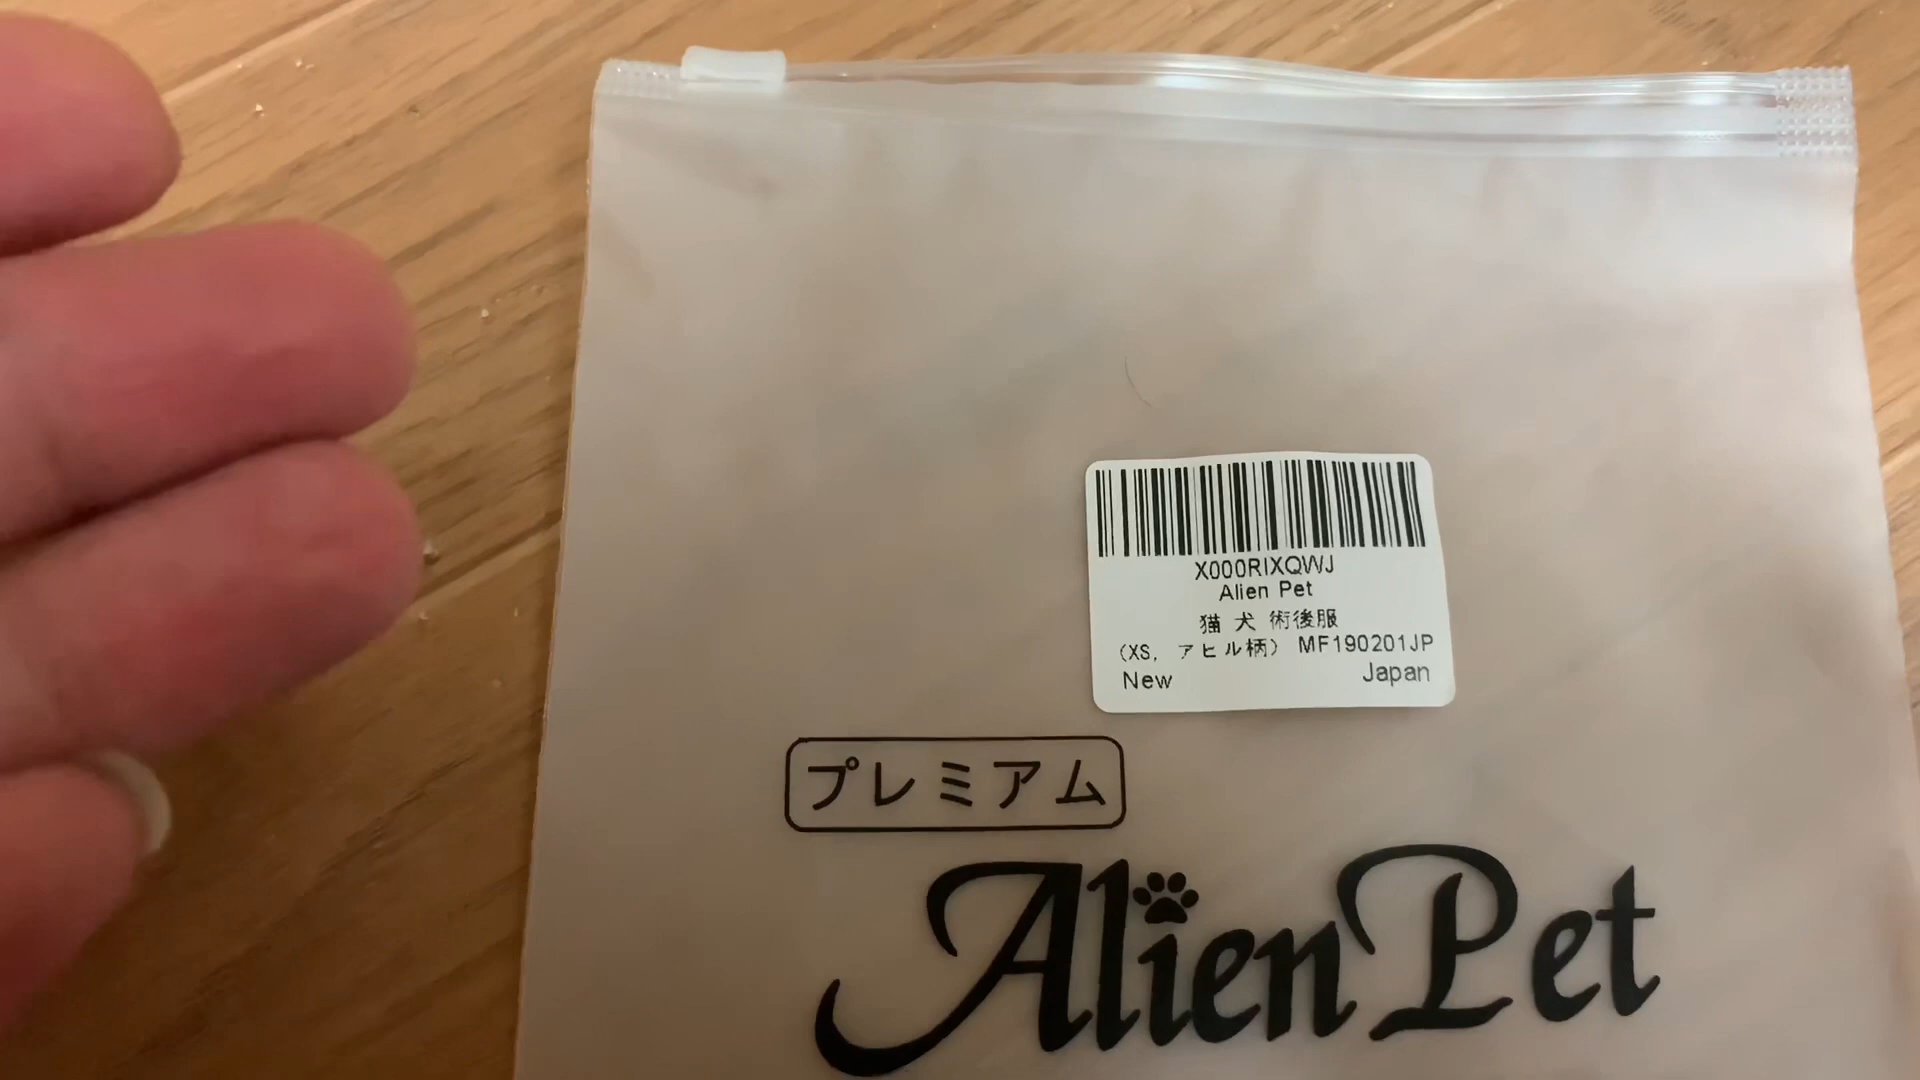 X000RIXQWJ
Alien Pet
猫 犬 術後服
(XS, アヒル柄) MF190201JP
New Japan
プレミアム
Alien Pet